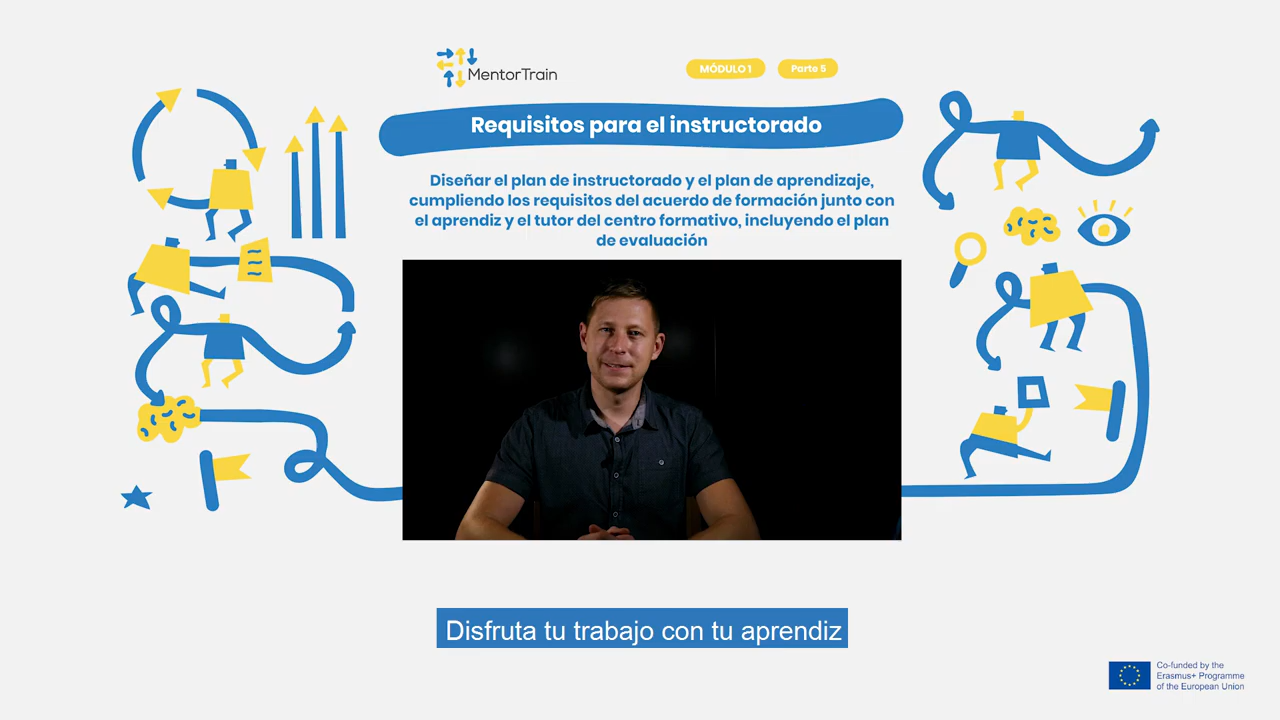 MentorTrain
MÓDULO 1
Parte 5
Requisitos para el instructorado
Diseñar el plan de instructorado y el plan de aprendizaje,
cumpliendo los requisitos del acuerdo de formación junto con
el aprendiz y el tutor del centro formativo, incluyendo el plan
de evaluación
Disfruta tu trabajo con tu aprendiz
Co-funded by the
Erasmus+ Programme
of the European Union